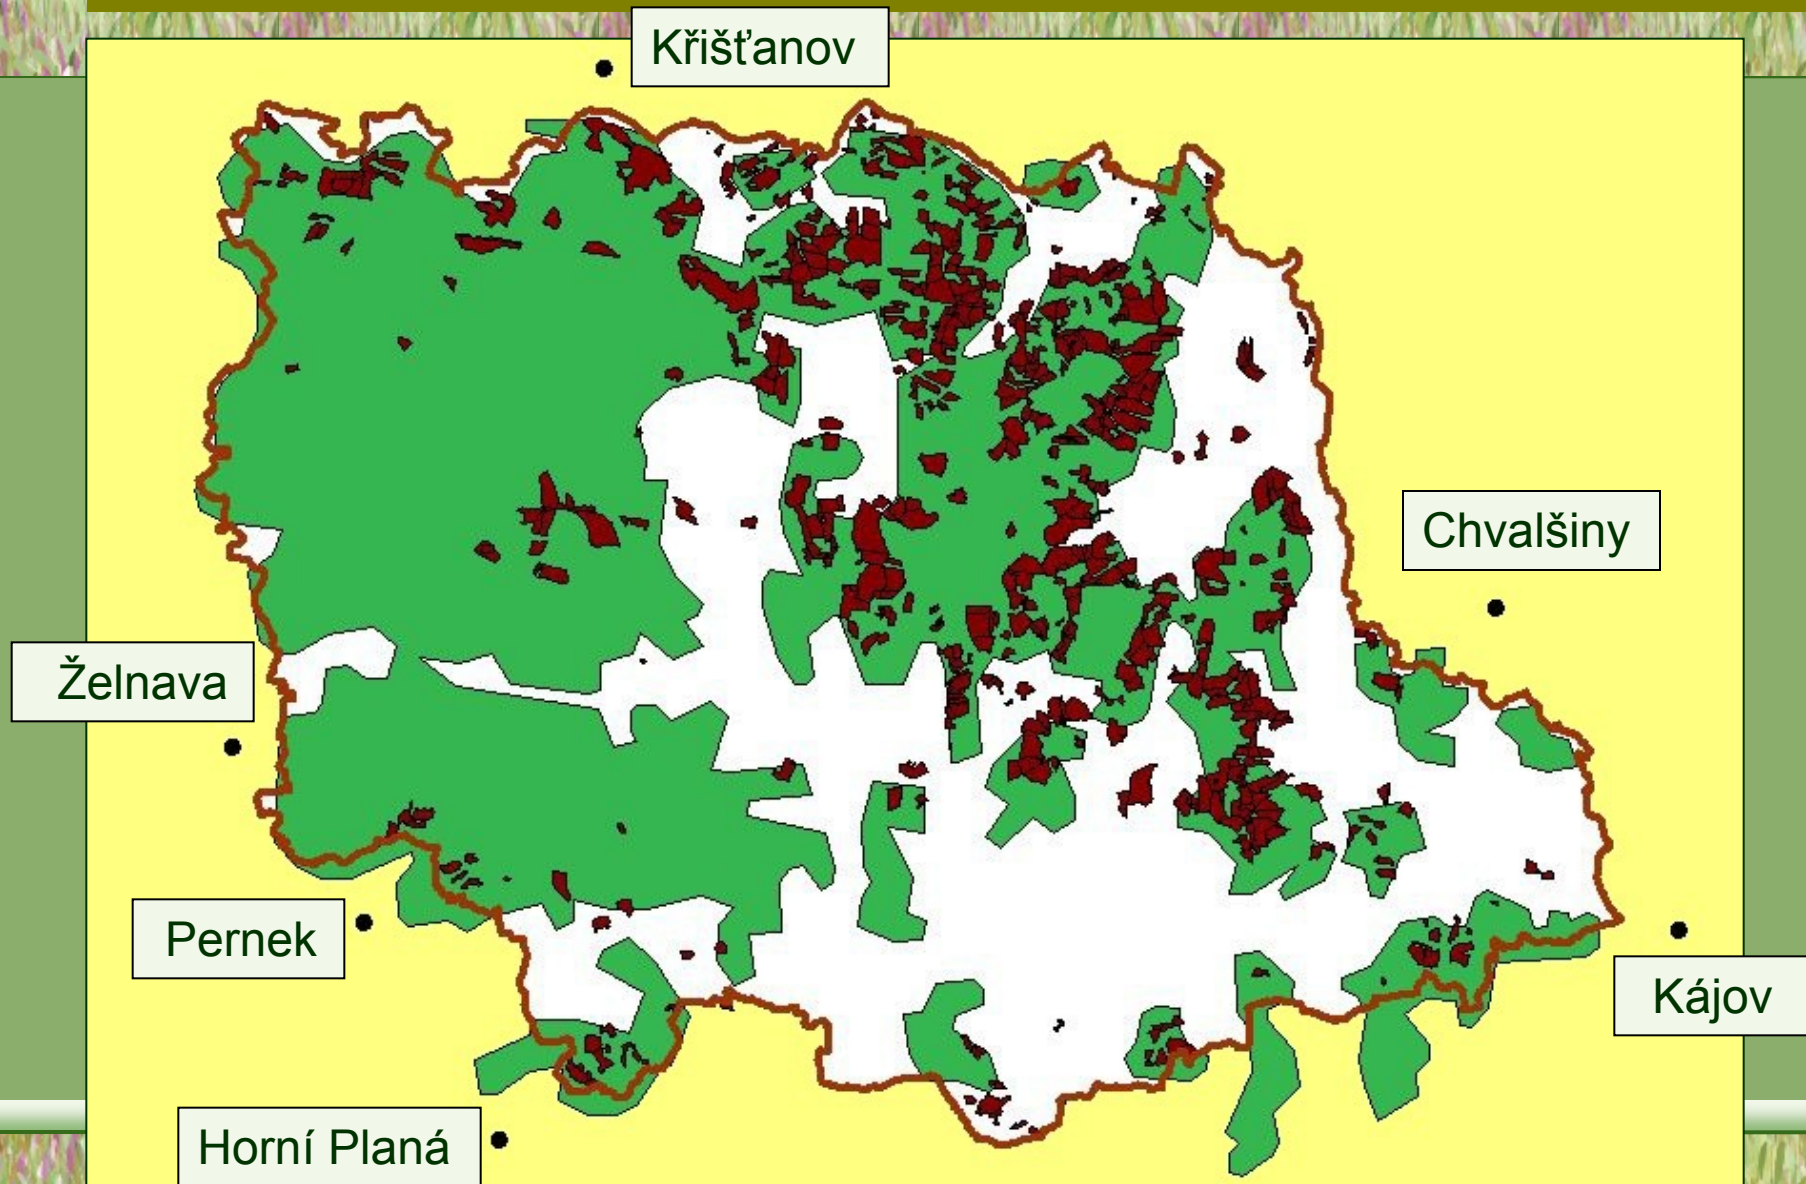 Křišťanov
Chvalšiny
Želnava
Pernek
Kájov
Horní Planá